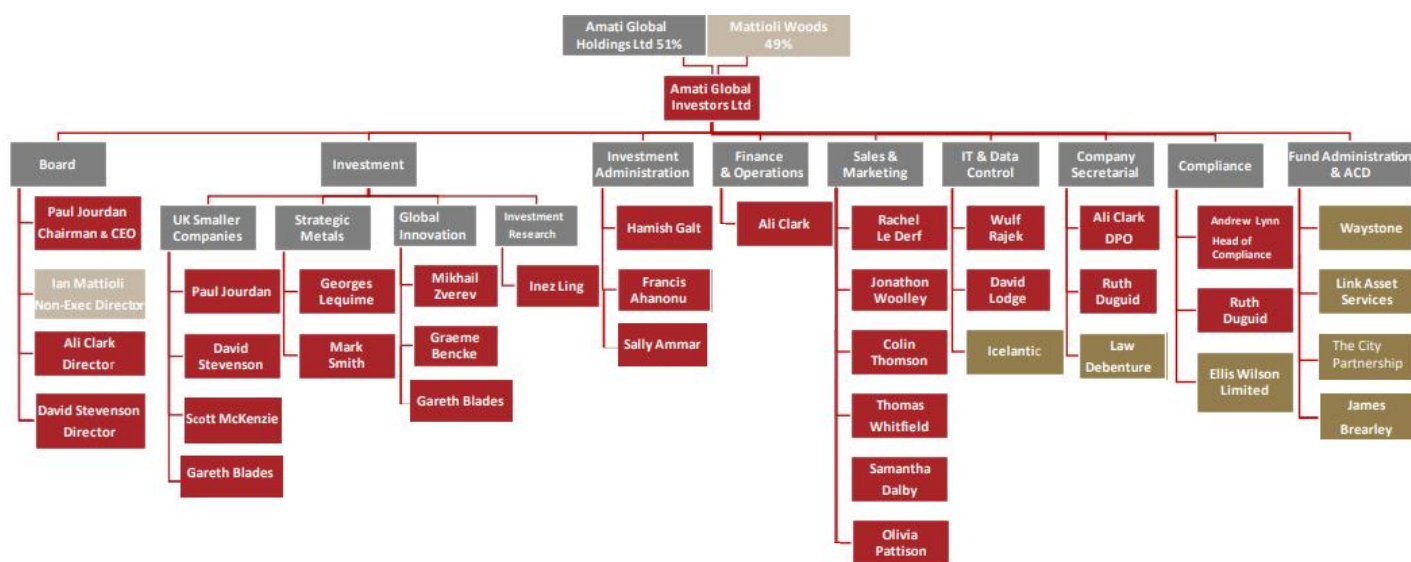 Amati Global
Holdings Ltd 51%
Mattioli Woods
49%
Amati Global
Investors Ltd
Board
Investment
Investment
Administration
Finance
& Operations
Sales &
Marketing
IT & Data
Control
Company
Secretarial
Compliance
Fund Administration
& ACD
Paul Jourdan
Chairman & CEO
Ian Mattioli
Non-Exec Director
Ali Clark
Director
David Stevenson
Director
UK Smaller
Companies
Paul Jourdan
David
Stevenson
Scott McKenzie
Gareth Blades
Strategic
Metals
Georges
Lequime
Mark
Smith
Global
Innovation
Mikhail
Zverev
Graeme
Bencke
Gareth Blades
Investment
Research
Inez Ling
Hamish Galt
Francis
Ahanonu
Sally Ammar
Ali Clark
Rachel
Le Derf
Jonathon
Woolley
Colin
Thomson
Thomas
Whitfield
Samantha
Dalby
Olivia
Pattison
Wulf
Rajek
David
Lodge
Icelantic
Ali Clark
DPO
Ruth
Duguid
Law
Debenture
Andrew Lynn
Head of
Compliance
Ruth
Duguid
Ellis Wilson
Limited
Waystone
Link Asset
Services
The City
Partnership
James
Brearley